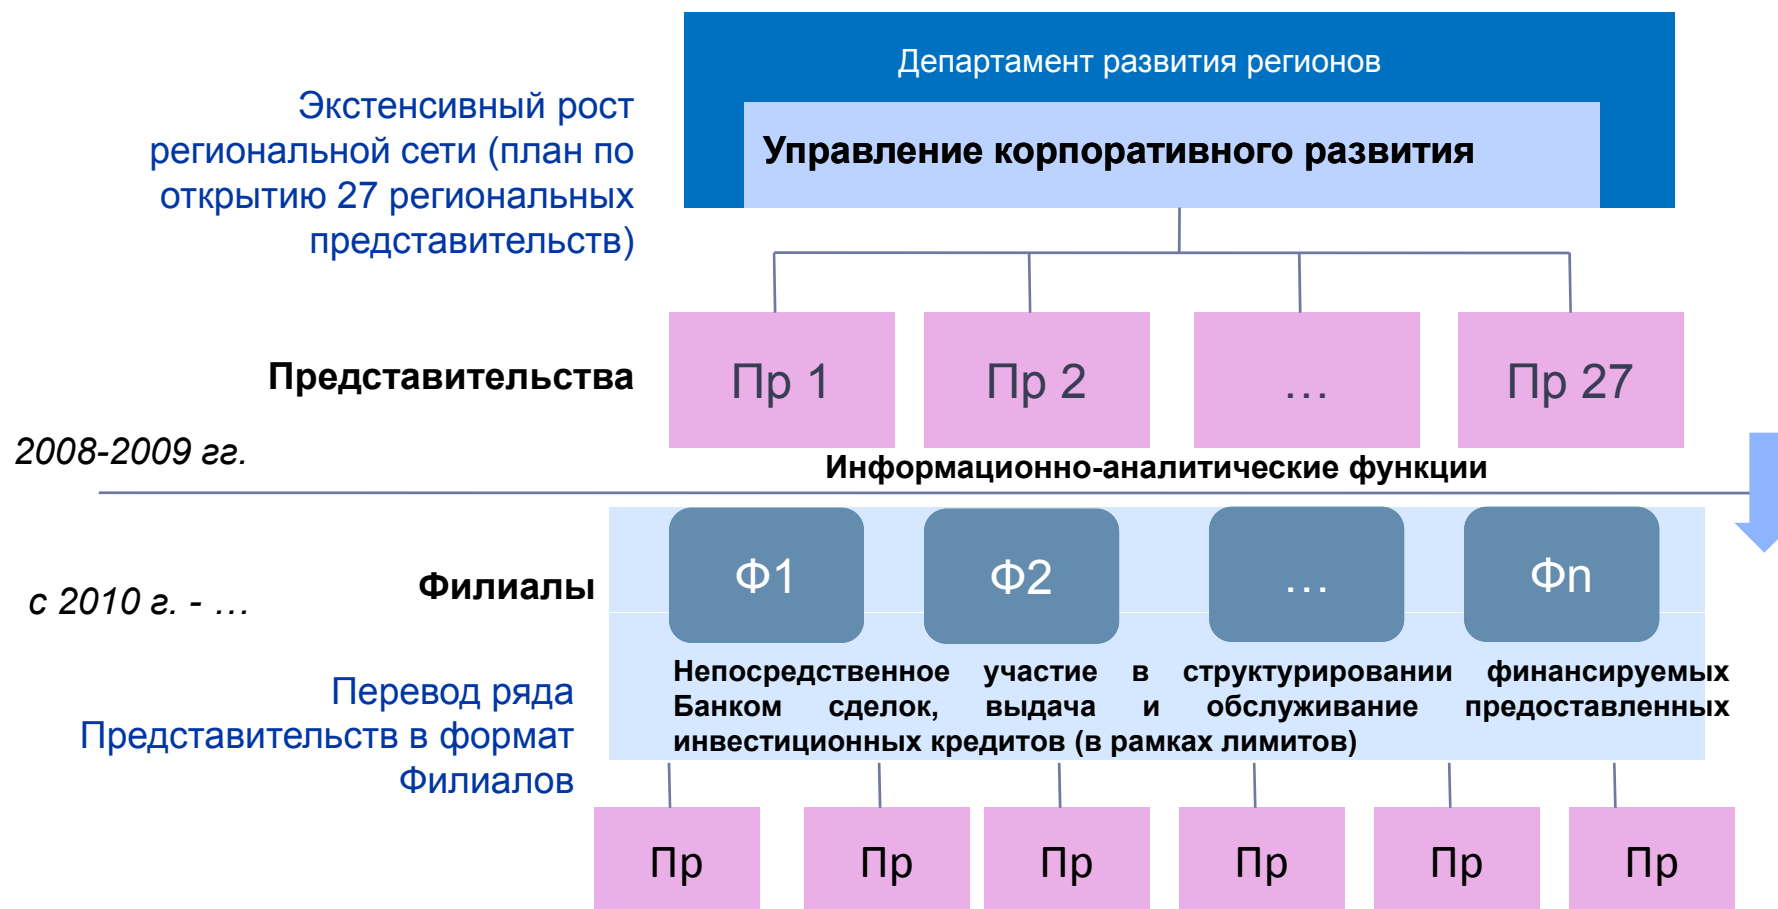 Департамент развития регионов
Управление корпоративного развития
Экстенсивный рост
региональной сети (план по
открытию 27 региональных
представительств)
Представительства
Пр 1
Пр 2
…
Пр 27
2008-2009 гг.
Информационно-аналитические функции
Филиалы
Ф1
Ф2
…
Фn
с 2010 г. - …
Непосредственное участие в структурировании финансируемых
Банком сделок, выдача и обслуживание предоставленных
инвестиционных кредитов (в рамках лимитов)
Перевод ряда
Представительств в формат
Филиалов
Пр
Пр
Пр
Пр
Пр
Пр